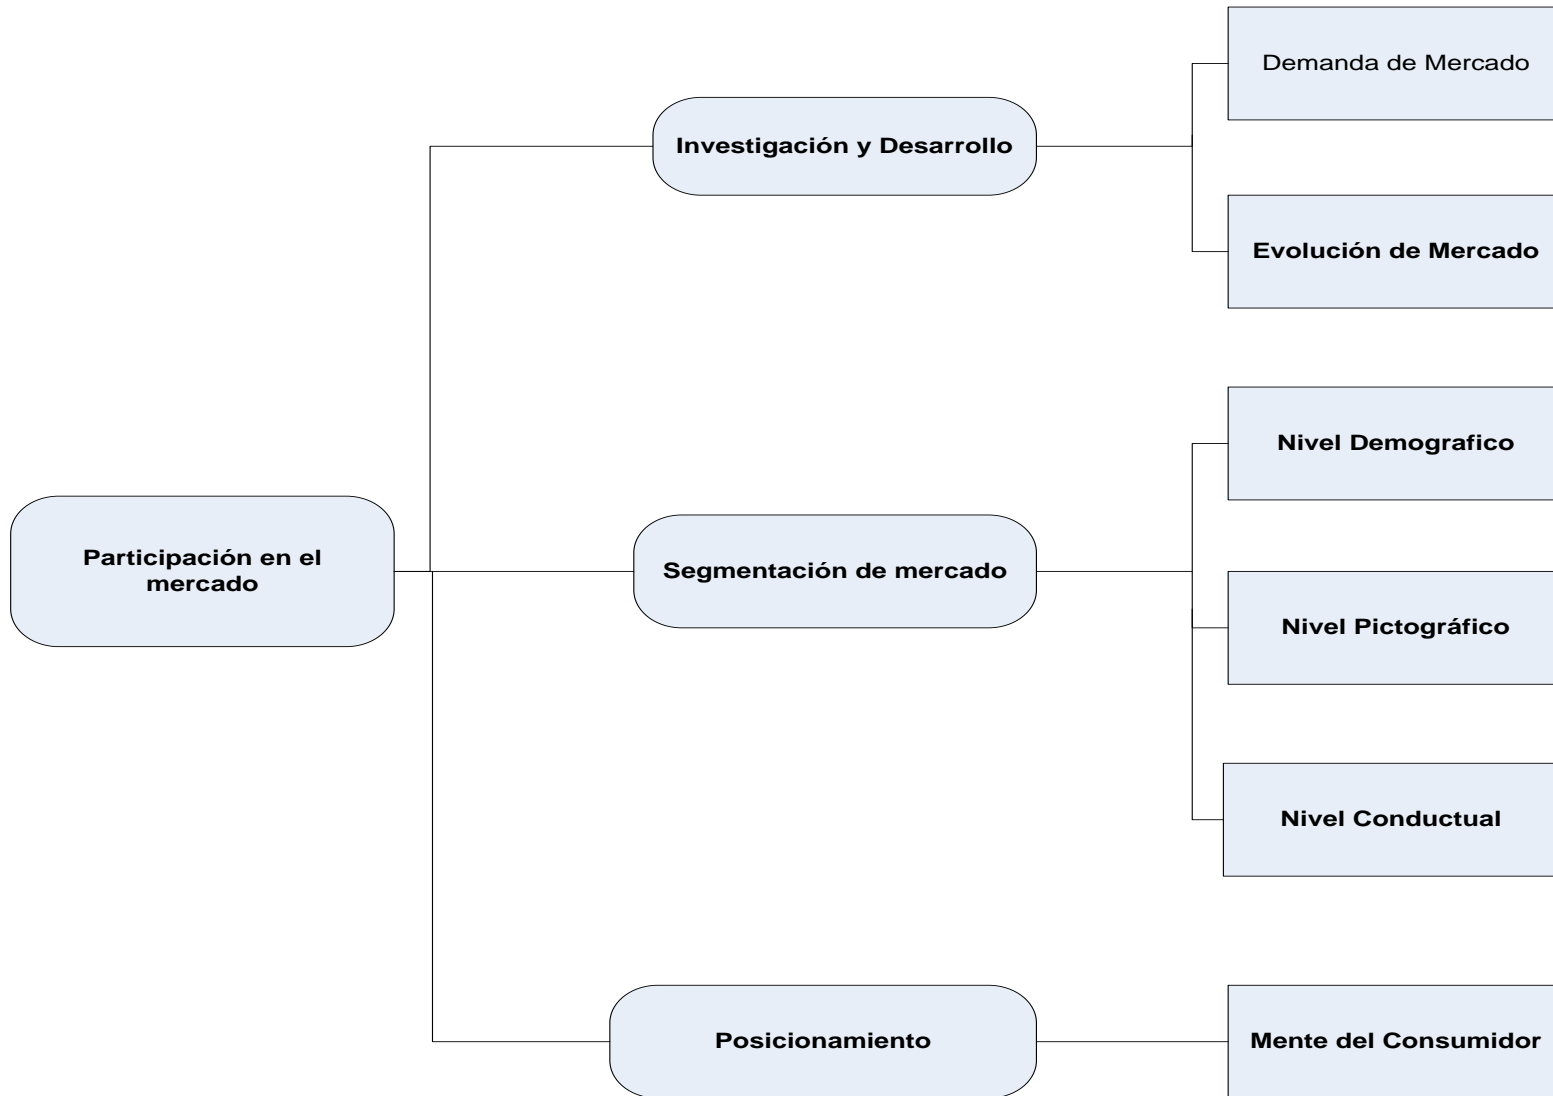 Demanda de Mercado
Investigación y Desarrollo
Evolución de Mercado
Nivel Demografico
Participación en el
mercado
Segmentación de mercado
Nivel Pictográfico
Nivel Conductual
Posicionamiento
Mente del Consumidor